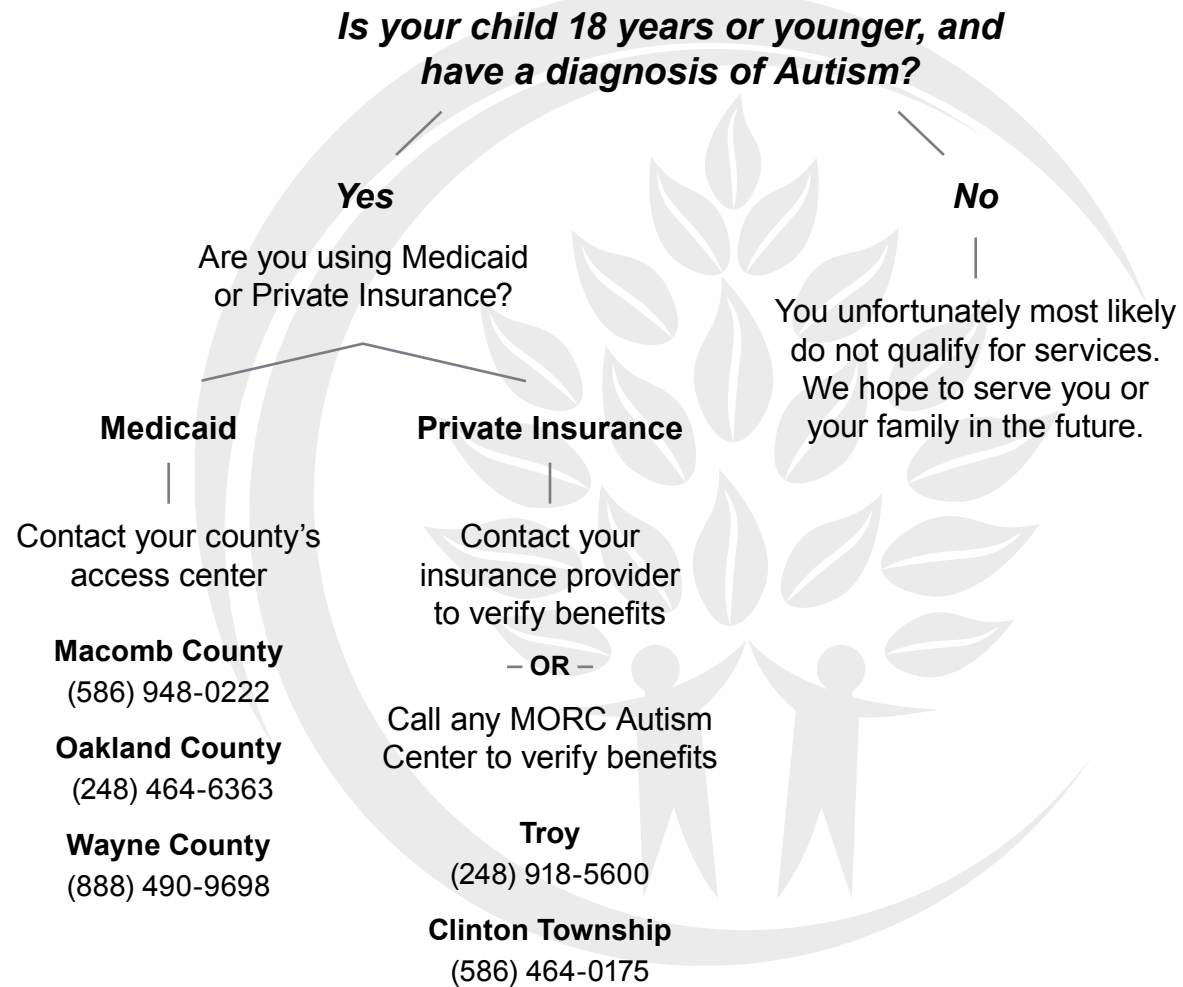 Is your child 18 years or younger, and
have a diagnosis of Autism?
Yes
Are you using Medicaid
or Private Insurance?
Medicaid
Contact your county’s
access center
Macomb County
(586) 948-0222
Oakland County
(248) 464-6363
Wayne County
(888) 490-9698
Private Insurance
Contact your
insurance provider
to verify benefits
– OR –
Call any MORC Autism
Center to verify benefits
Troy
(248) 918-5600
Clinton Township
(586) 464-0175
No
You unfortunately most likely
do not qualify for services.
We hope to serve you or
your family in the future.